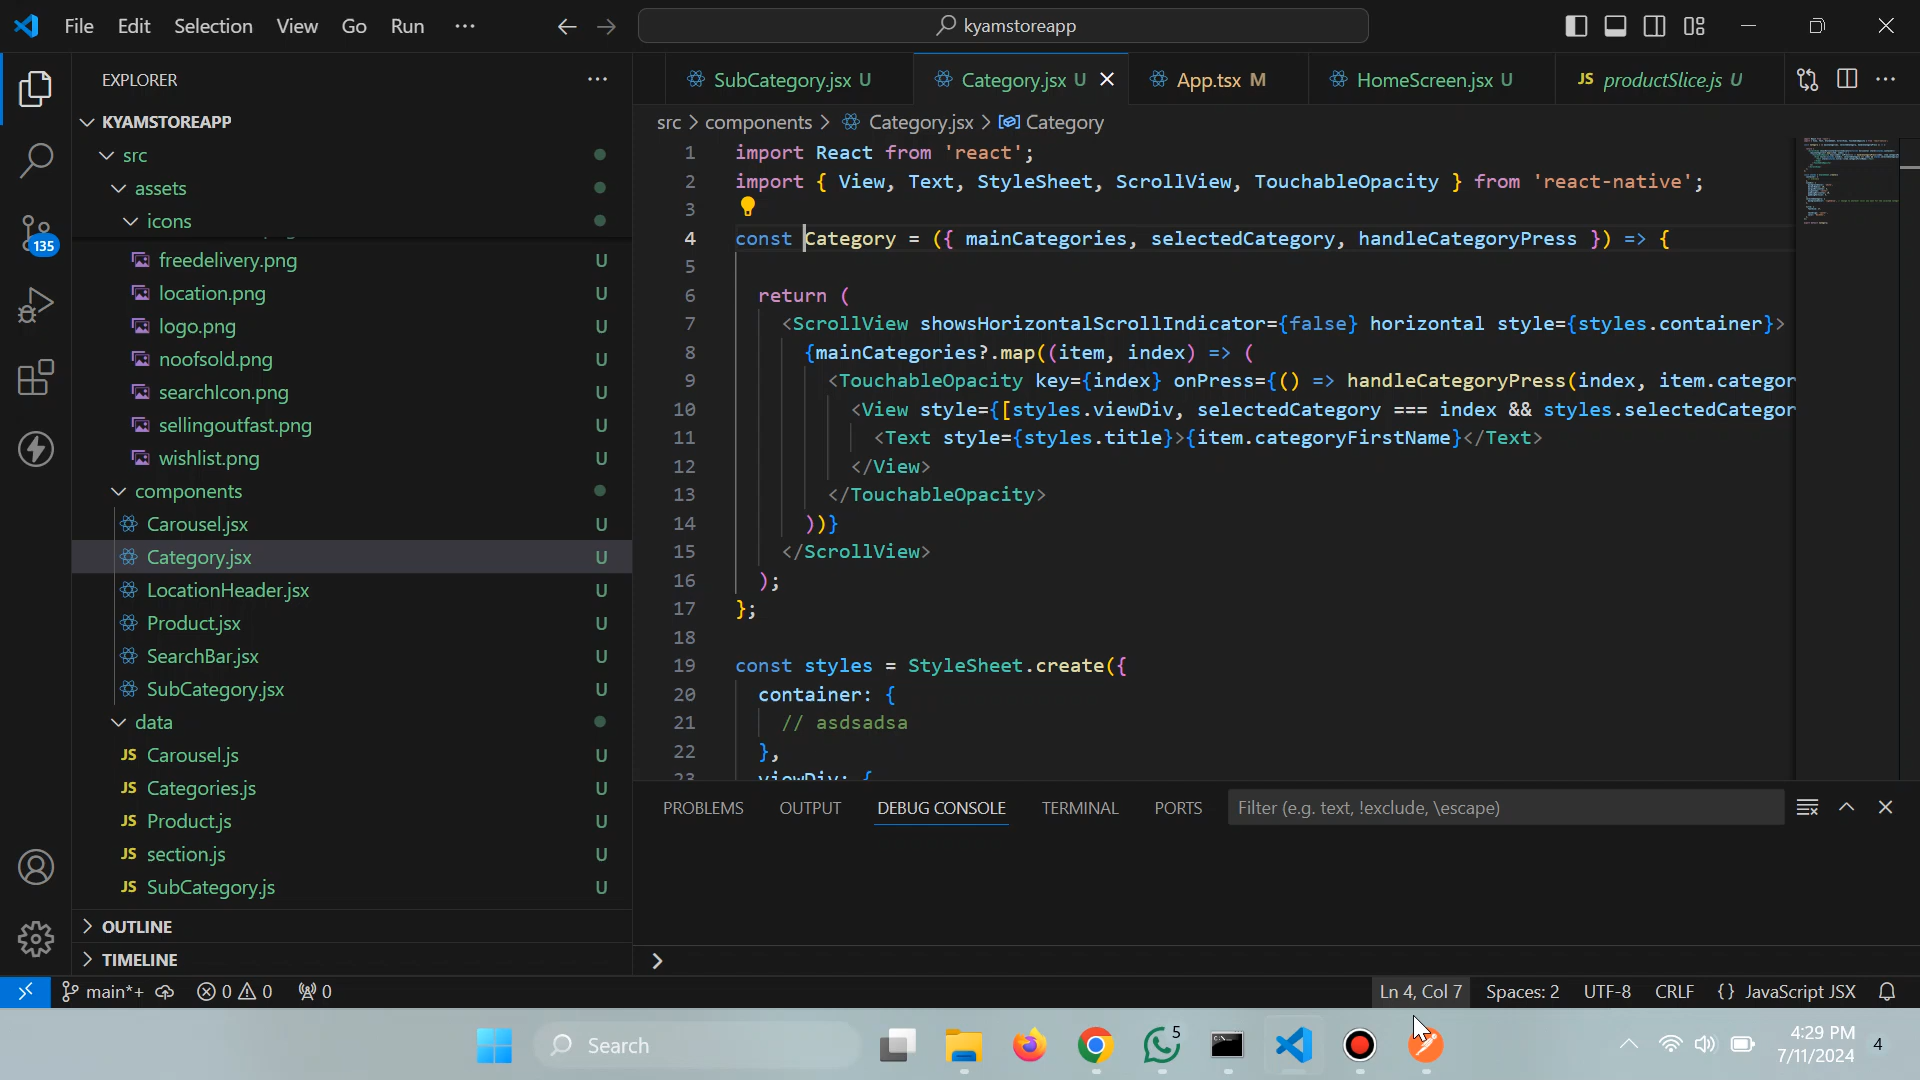 File Edit Selection View Go Run ···
kyamstoreapp
EXPLORER
KYAMSTOREAPP
src
assets
icons
freedelivery.png U
location.png U
logo.png U
noofsold.png U
searchIcon.png U
sellingoutfast.png U
wishlist.png U
components
Carousel.jsx U
Category.jsx U
LocationHeader.jsx U
Product.jsx U
SearchBar.jsx U
SubCategory.jsx U
data
JS Carousel.js U
JS Categories.js U
JS Product.js U
JS section.js U
JS SubCategory.js U
OUTLINE
TIMELINE
135
SubCategory.jsx U Category.jsx U App.tsx M HomeScreen.jsx U JS productSlice.js U
src > components > Category.jsx > Category
1 import React from 'react';
2 import { View, Text, StyleSheet, ScrollView, TouchableOpacity } from 'react-native';
3
4 const Category = ({ mainCategories, selectedCategory, handleCategoryPress }) => {
5
6 return (
7 <ScrollView showsHorizontalScrollIndicator={false} horizontal style={styles.container}>
8 {mainCategories?.map((item, index) => (
9 <TouchableOpacity key={index} onPress={() => handleCategoryPress(index, item.categor
10 <View style={[styles.viewDiv, selectedCategory === index && styles.selectedCategor
11 <Text style={styles.title}>{item.categoryFirstName}</Text>
12 </View>
13 </TouchableOpacity>
14 ))}
15 </ScrollView>
16 );
17 };
18
19 const styles = StyleSheet.create({
20 container: {
21 // asdsadsa
22 },
23 viewDiv: {
PROBLEMS OUTPUT DEBUG CONSOLE TERMINAL PORTS Filter (e.g. text, !exclude, \escape)
>
main*+ 0 0 0 Ln 4, Col 7 Spaces: 2 UTF-8 CRLF {} JavaScript JSX
Search 5 4:29 PM
7/11/2024 4